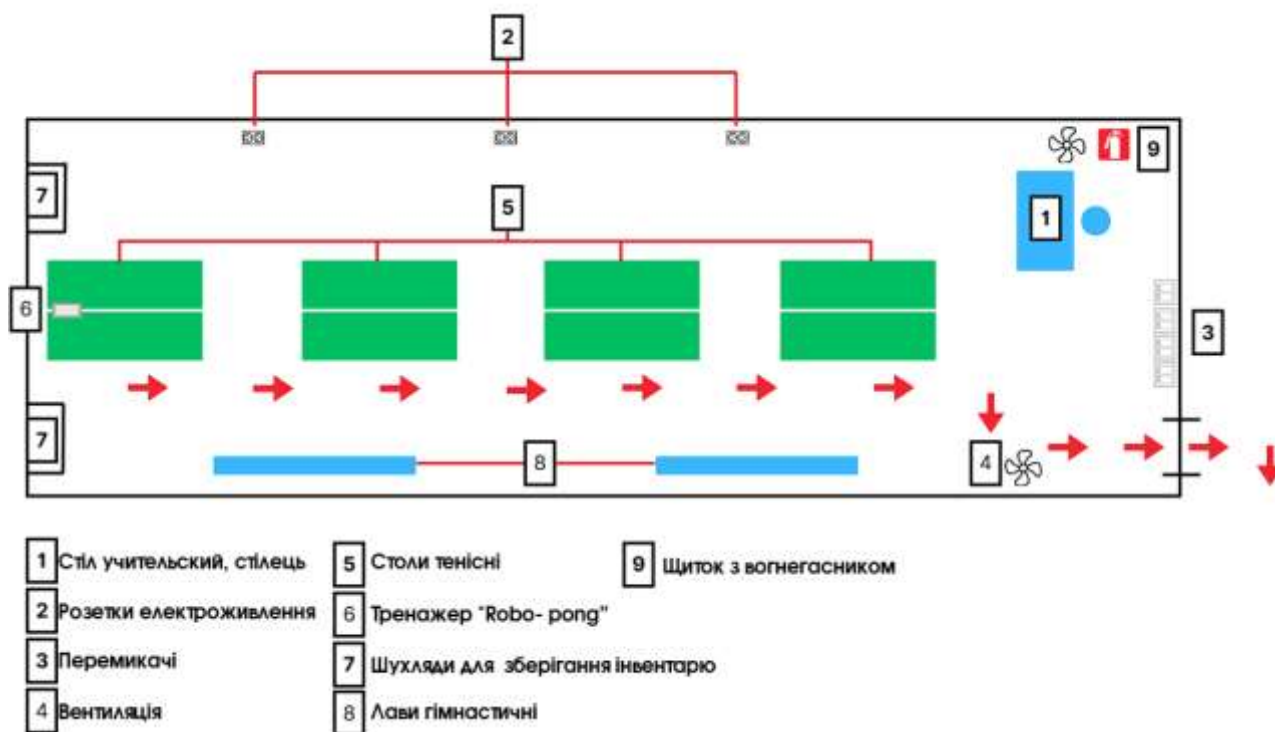 2
7
5
9
1
6
3
7
8
4
1 Стіл учительский, стілець
2 Розетки електроживлення
3 Перемикачі
4 Вентиляція
5 Столи тенісні
6 Тренажер "Robo- pong"
7 Шухляди для зберігання інвентарю
8 Лави гімнастичні
9 Щиток з вогнегасником